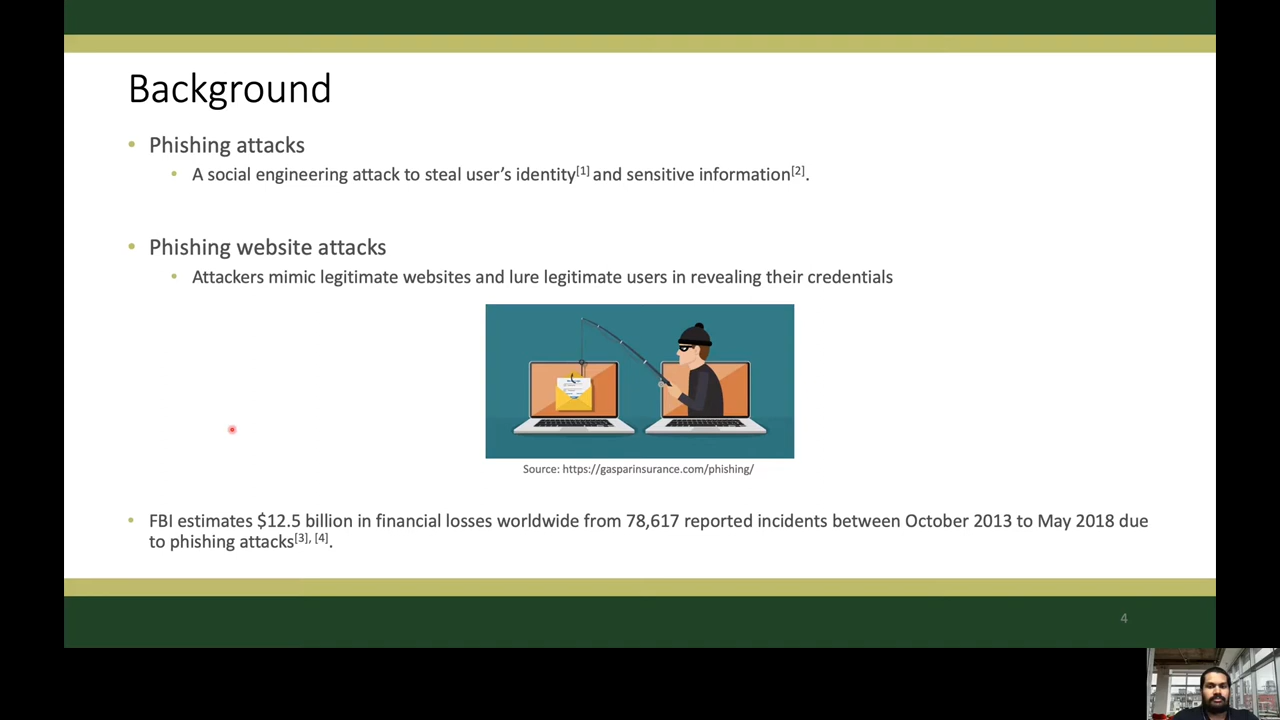 Background
• Phishing attacks
• A social engineering attack to steal user’s identity[1] and sensitive information[2].
• Phishing website attacks
• Attackers mimic legitimate websites and lure legitimate users in revealing their credentials
Source: https://gasparinsurance.com/phishing/
• FBI estimates $12.5 billion in financial losses worldwide from 78,617 reported incidents between October 2013 to May 2018 due
to phishing attacks[3], [4].
4